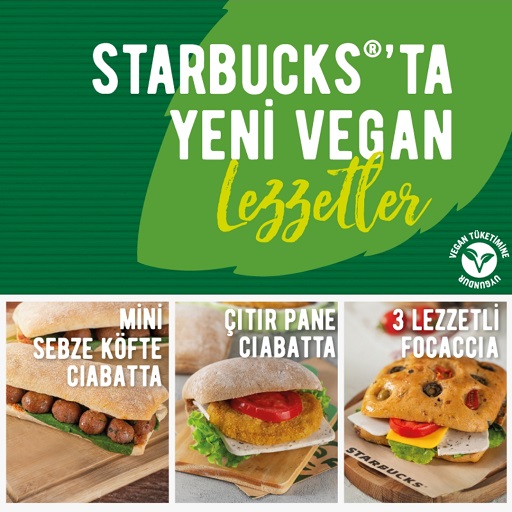 STARBUCKS®'TA
YENİ VEGAN
Lezzetler
VEGAN TÜKETİMİNE
UYGUNDUR
MİNİ
SEBZE KÖFTE
CIABATTA
ÇITIR PANE
CIABATTA
3 LEZZETLİ
FOCACCIA
STARBUCKS